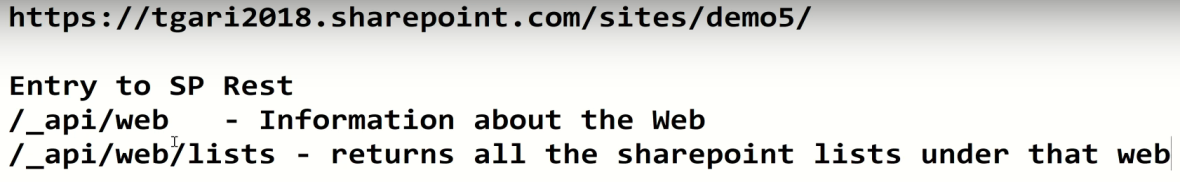 https://tgari2018.sharepoint.com/sites/demo5/
Entry to SP Rest
/_api/web   - Information about the Web
/_api/web/lists - returns all the sharepoint lists under that web